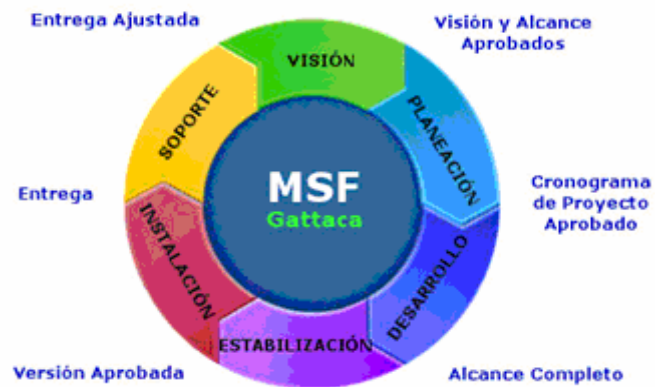 Entrega Ajustada
Visión y Alcance
Aprobados
VISIÓN
SOPORTE
PLANEACIÓN
MSF
Gattaca
Entrega
Cronograma
de Proyecto
Aprobado
INSTALACIÓN
DESARROLLO
ESTABILIZACIÓN
Versión Aprobada
Alcance Completo